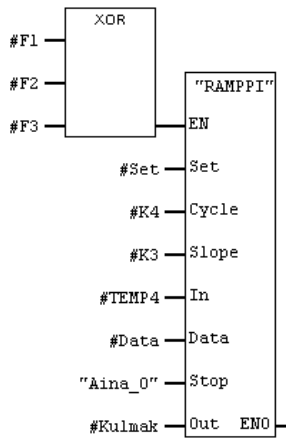 XOR
#F1
#F2
"RAMPPI"
#F3 EN
#Set Set
#K4 Cycle
#K3 Slope
#TEMP4 In
#Data Data
"Aina_0" Stop
#Kulmak Out ENO